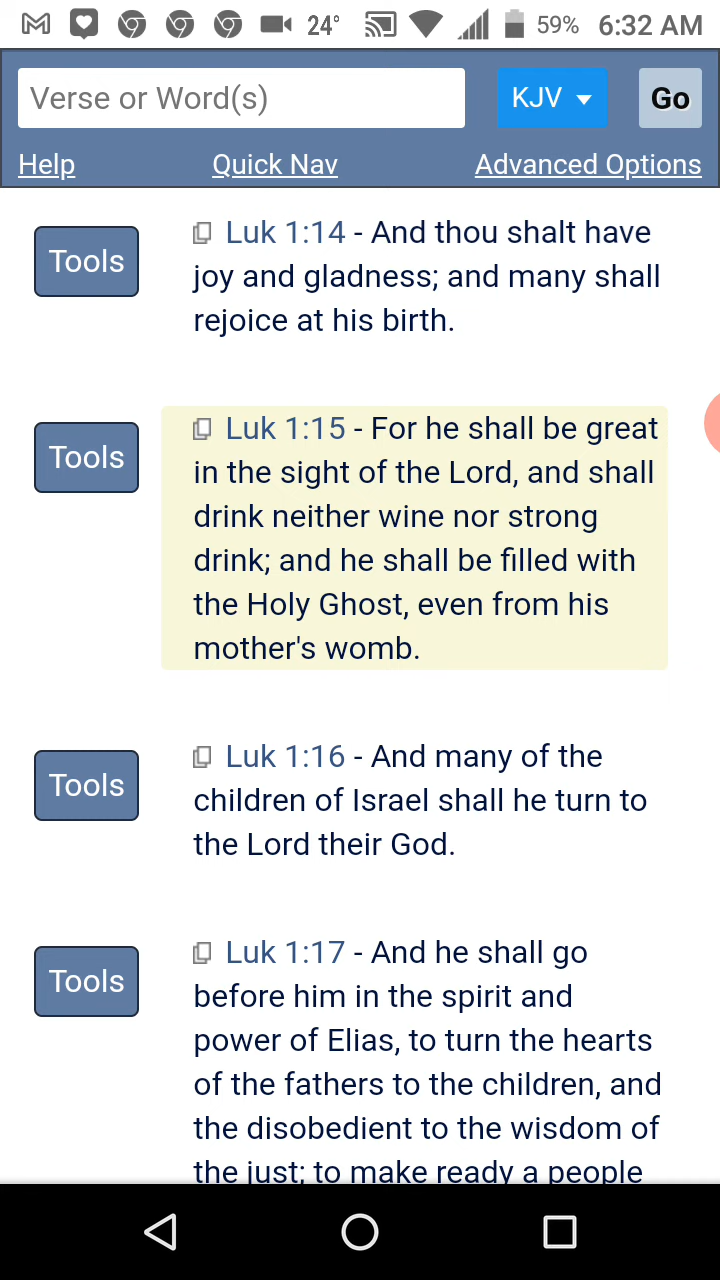 24° 59% 6:32 AM
Verse or Word(s) KJV Go
Help Quick Nav Advanced Options
Tools
Luk 1:14 - And thou shalt have
joy and gladness; and many shall
rejoice at his birth.
Tools
Luk 1:15 - For he shall be great
in the sight of the Lord, and shall
drink neither wine nor strong
drink; and he shall be filled with
the Holy Ghost, even from his
mother's womb.
Tools
Luk 1:16 - And many of the
children of Israel shall he turn to
the Lord their God.
Tools
Luk 1:17 - And he shall go
before him in the spirit and
power of Elias, to turn the hearts
of the fathers to the children, and
the disobedient to the wisdom of
the just; to make ready a people